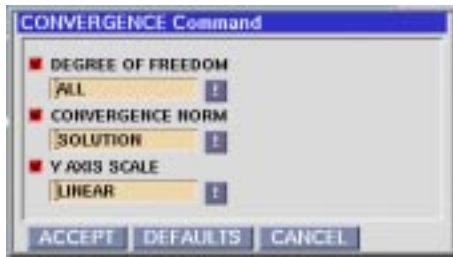 CONVERGENCE Command
DEGREE OF FREEDOM
ALL
!
CONVERGENCE NORM
SOLUTION
!
Y AXIS SCALE
LINEAR
!
ACCEPT DEFAULTS CANCEL